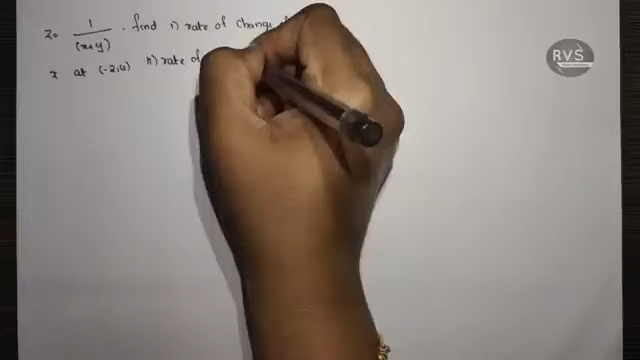 z = 1/(x+y) . find i) rate of change
x at (-2,4) ii) rate of
RVS